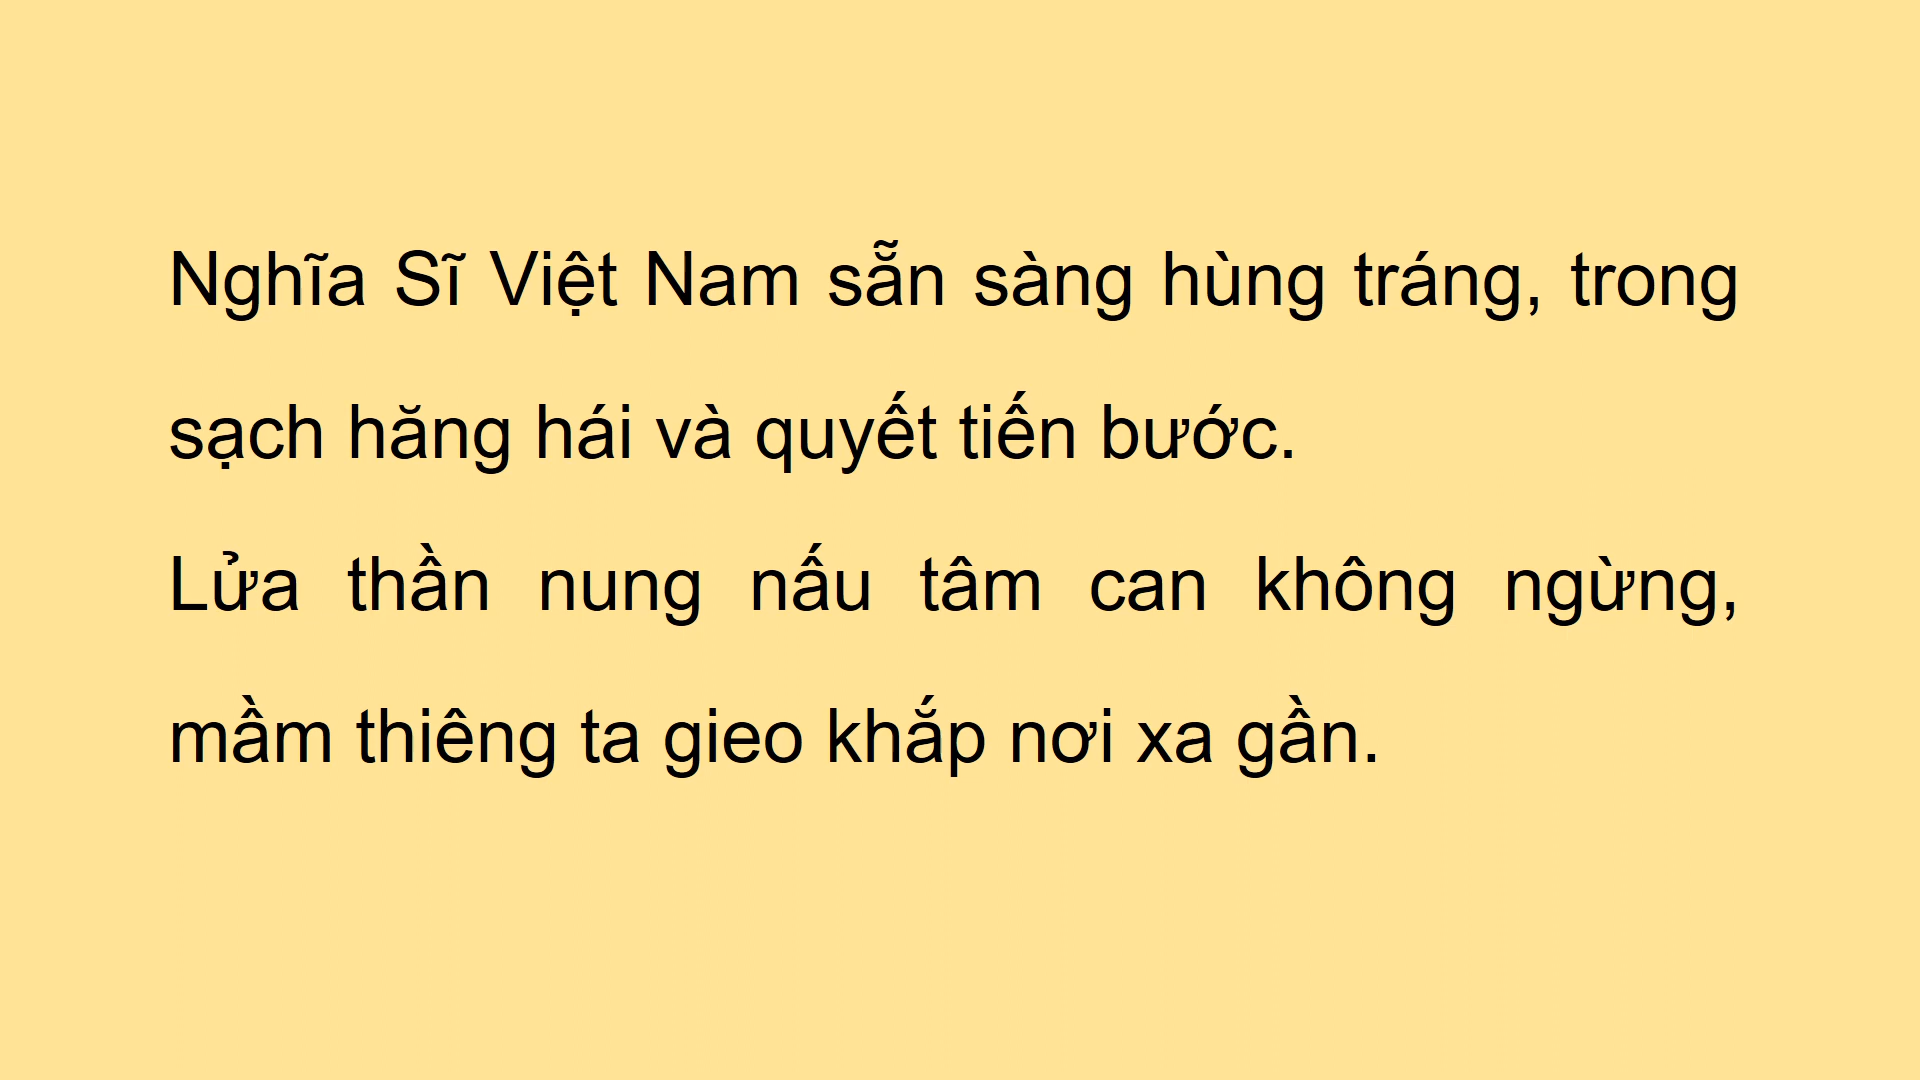 Nghĩa Sĩ Việt Nam sẵn sàng hùng tráng, trong
sạch hăng hái và quyết tiến bước.
Lửa thần nung nấu tâm can không ngừng,
mầm thiêng ta gieo khắp nơi xa gần.